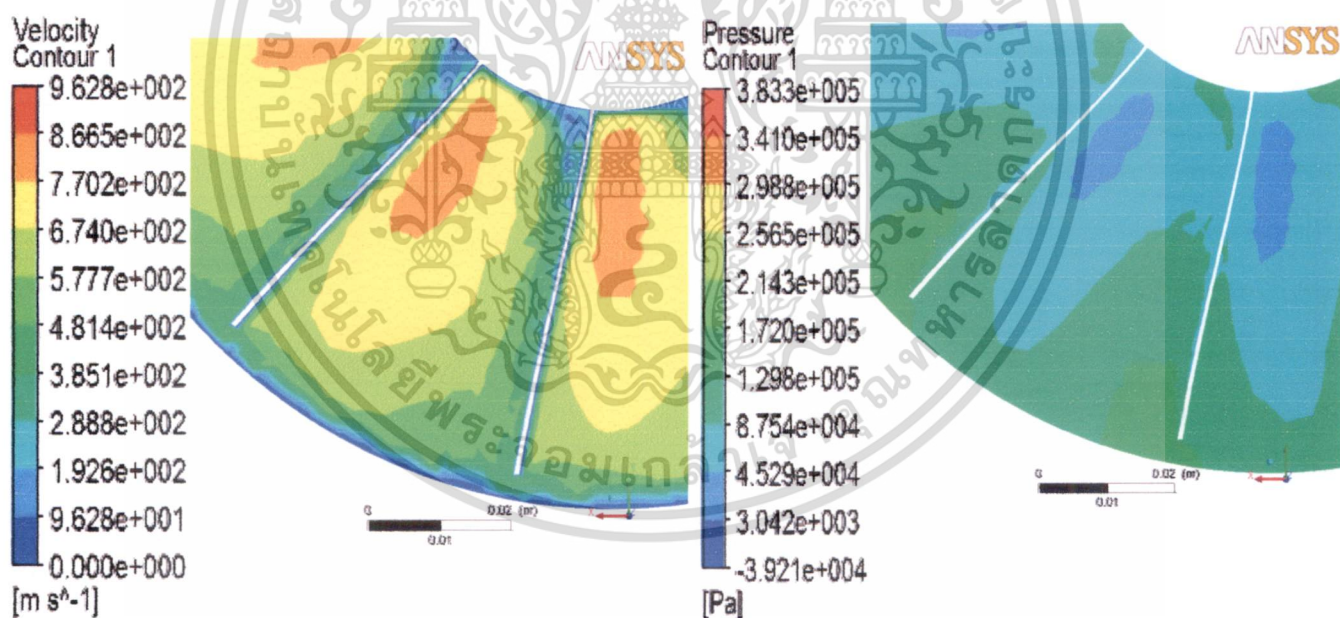 Velocity
Contour 1
9.628e+002
8.665e+002
7.702e+002
6.740e+002
5.777e+002
4.814e+002
3.851e+002
2.888e+002
1.926e+002
9.628e+001
0.000e+000
[m s^-1]
ANSYS
0
0.02 (m)
0.01
Pressure
Contour 1
3.833e+005
3.410e+005
2.988e+005
2.565e+005
2.143e+005
1.720e+005
1.298e+005
8.754e+004
4.529e+004
3.042e+003
-3.921e+004
[Pa]
ANSYS
0
0.02 (m)
0.01